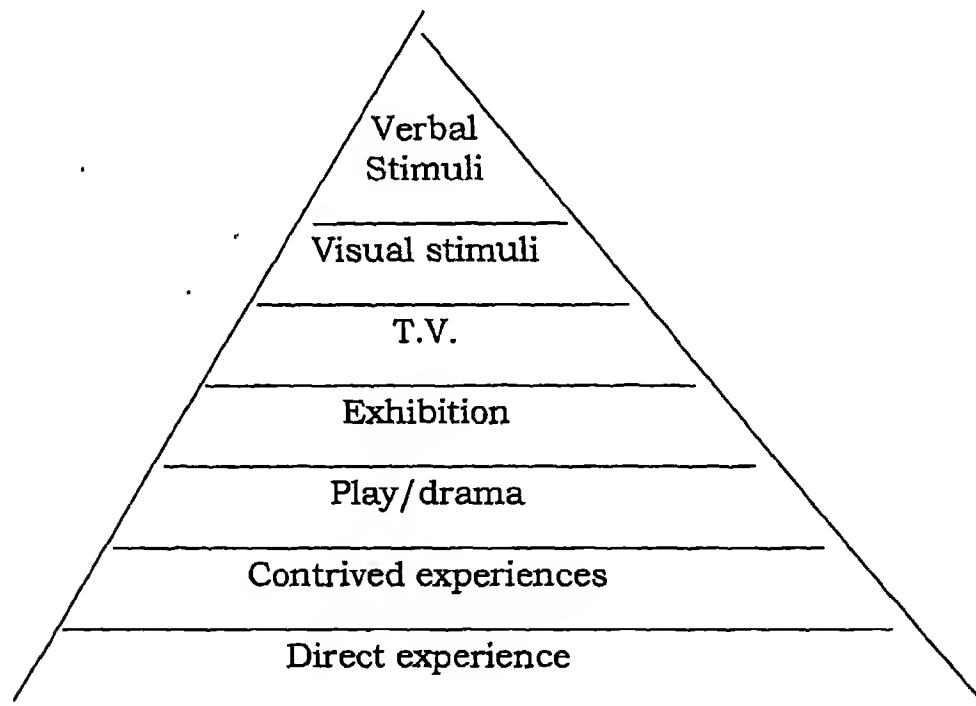 Verbal
Stimuli
Visual stimuli
T.V.
Exhibition
Play/drama
Contrived experiences
Direct experience